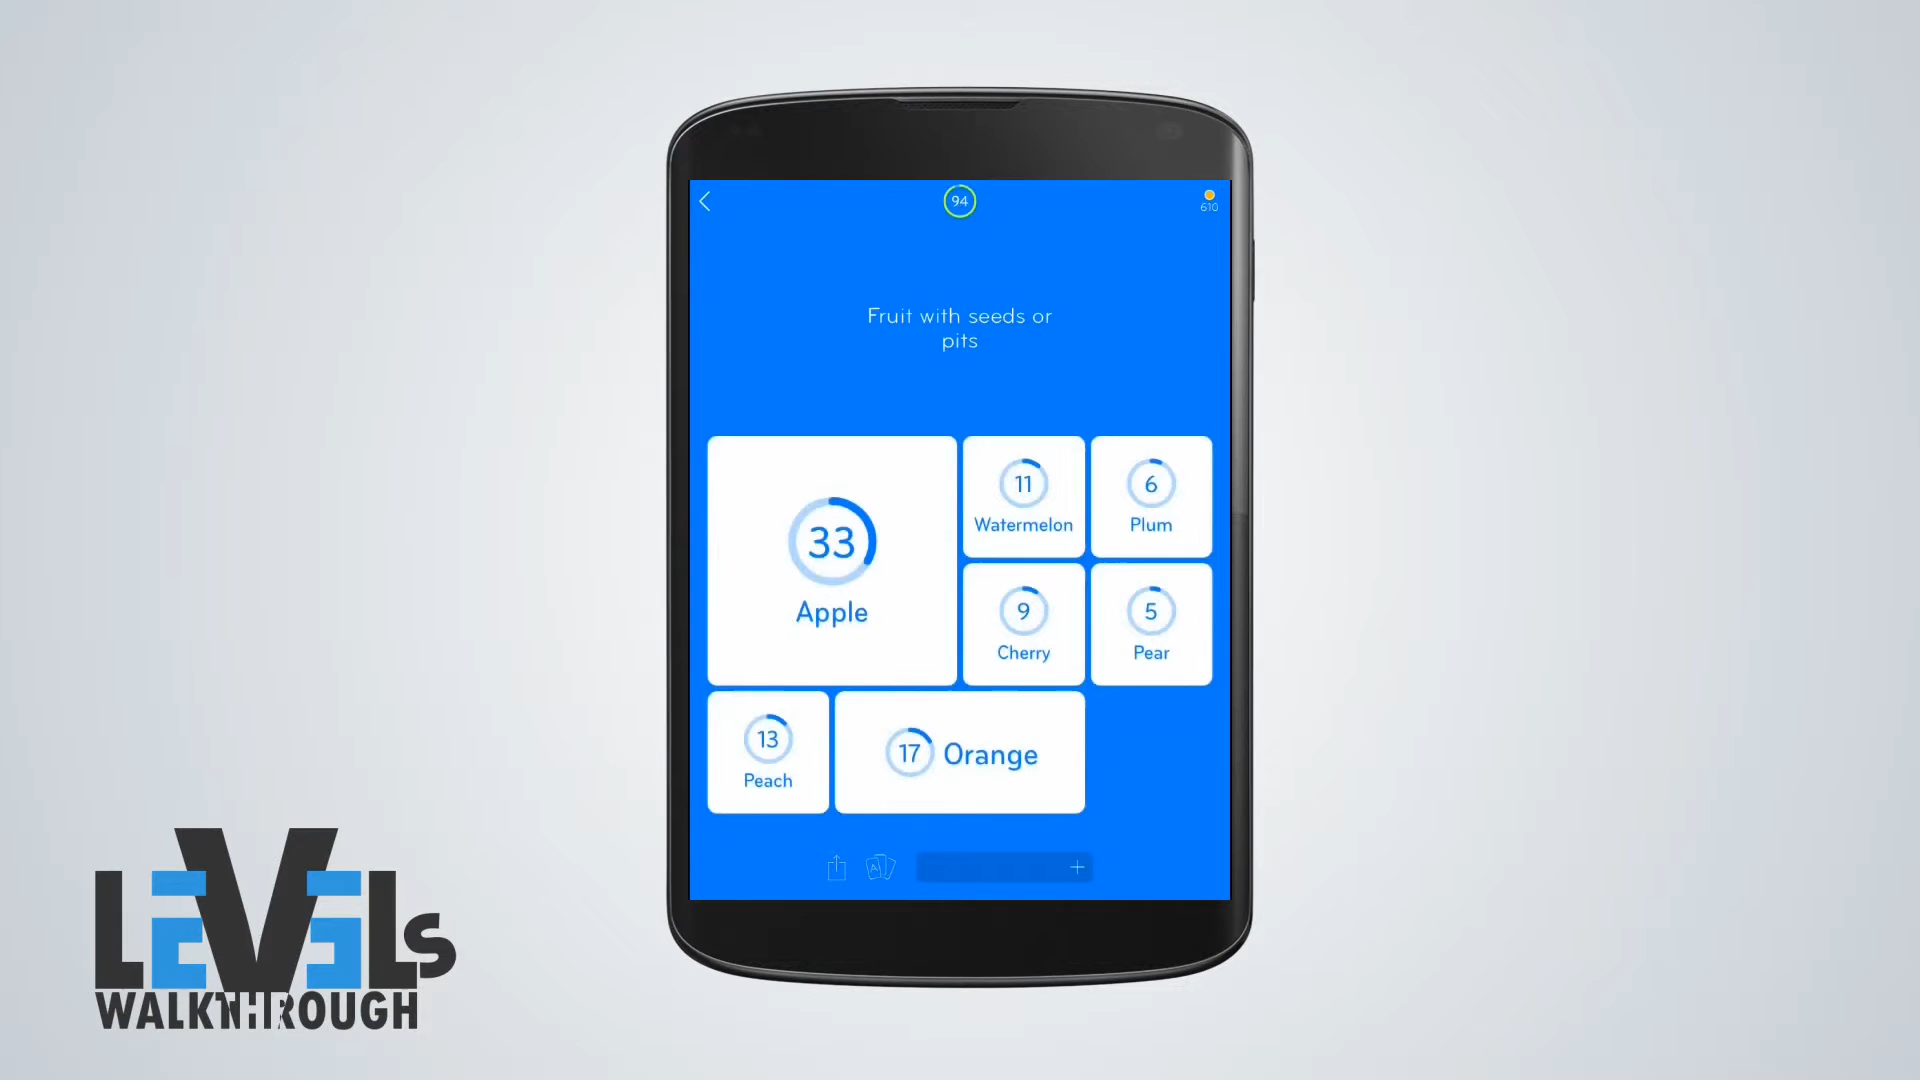 94
610
Fruit with seeds or
pits
33
Apple
11
Watermelon
6
Plum
9
Cherry
5
Pear
13
Peach
17 Orange
A
LEVELs
WALKTHROUGH